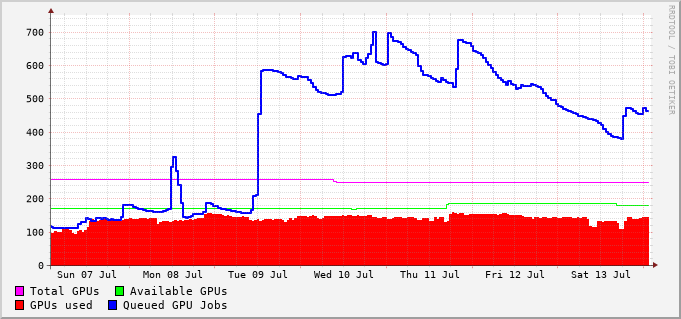 700
600
500
400
300
200
100
0
Sun 07 Jul Mon 08 Jul Tue 09 Jul Wed 10 Jul Thu 11 Jul Fri 12 Jul Sat 13 Jul
Total GPUs Available GPUs
GPUs used Queued GPU Jobs
RRDTOOL / TOBI OETIKER